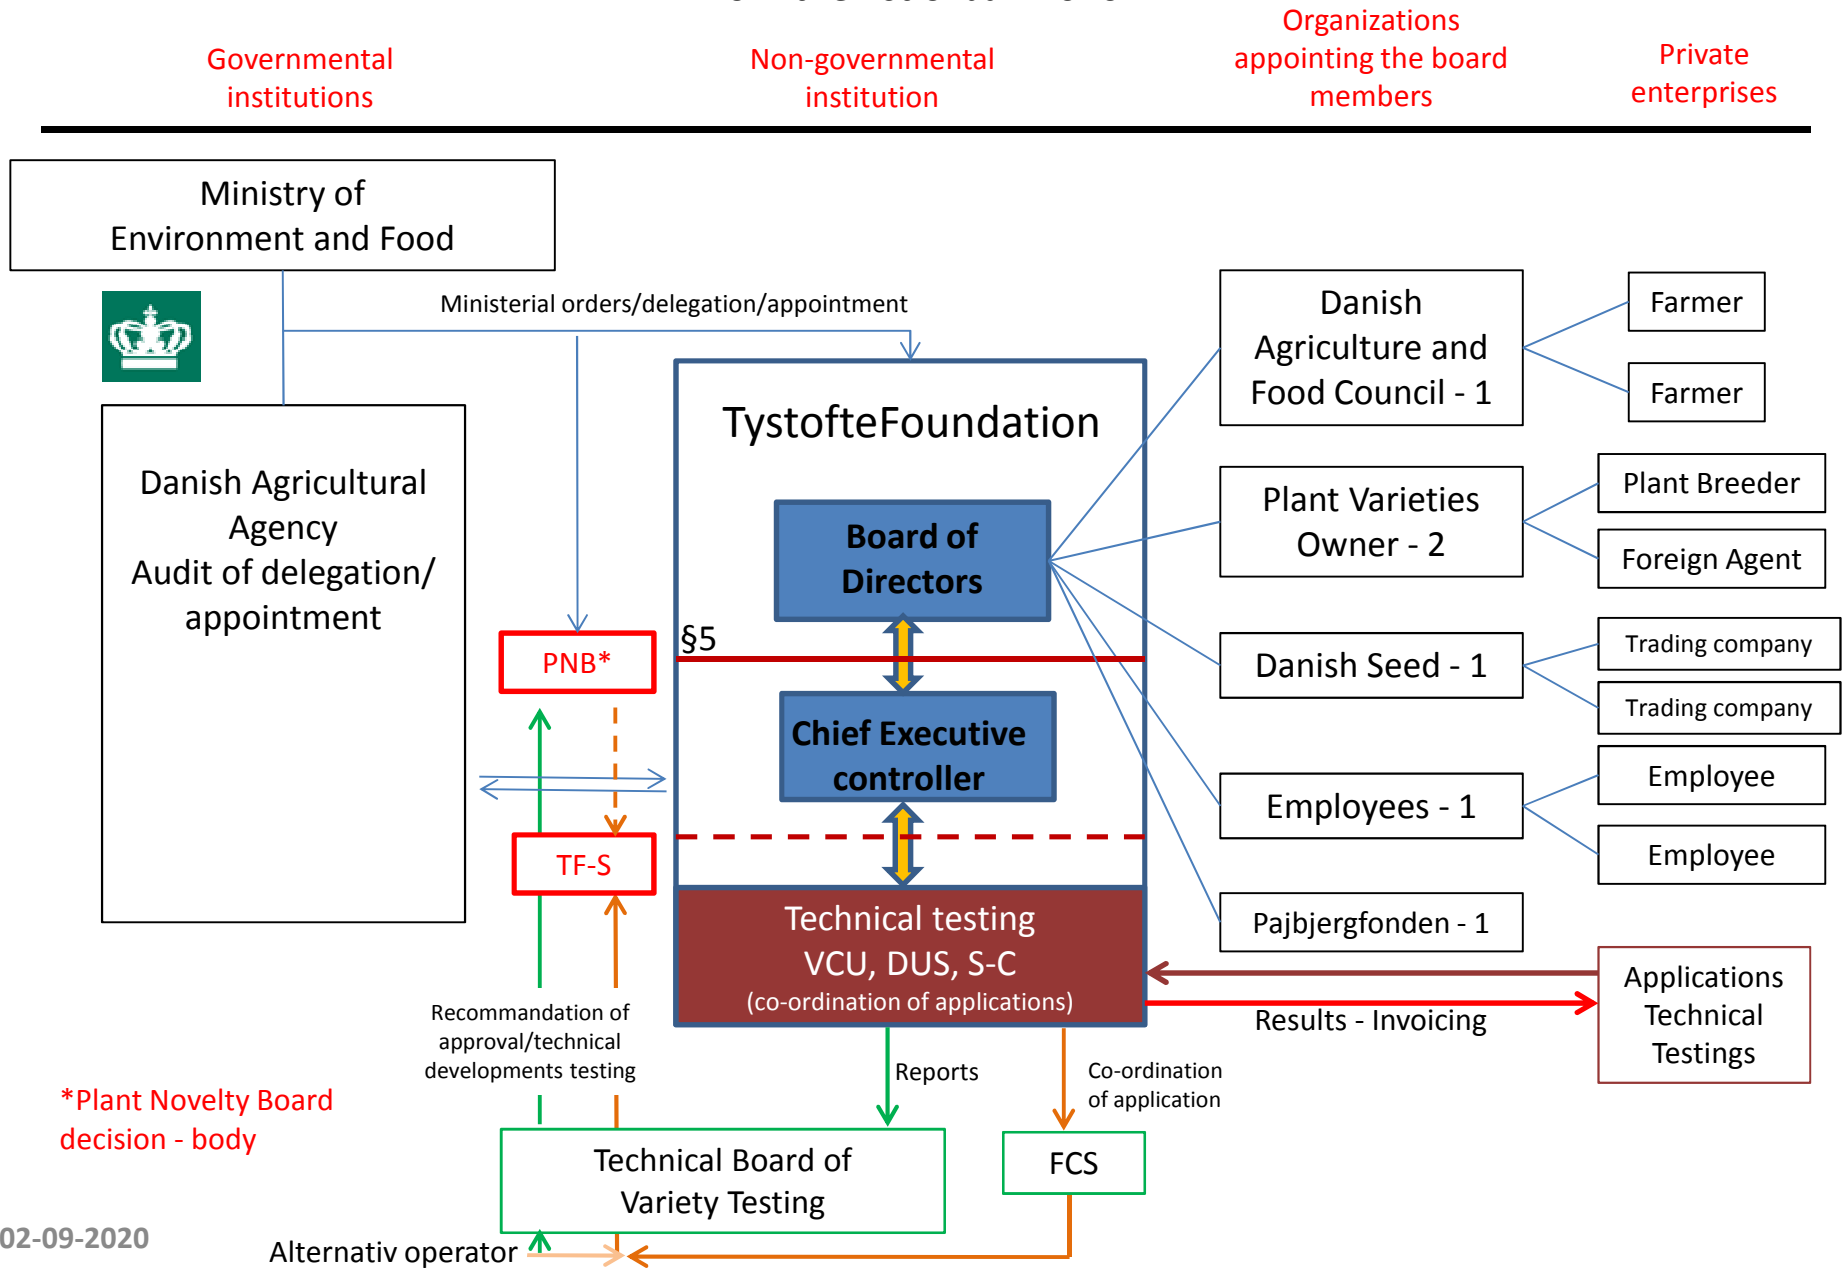 Governmental
institutions
Non-governmental
institution
Organizations
appointing the board
members
Private
enterprises
Ministry of
Environment and Food
Ministerial orders/delegation/appointment
Danish Agricultural
Agency
Audit of delegation/
appointment
TystofteFoundation
Board of
Directors
§5
PNB*
Chief Executive
controller
TF-S
Technical testing
VCU, DUS, S-C
(co-ordination of applications)
Danish
Agriculture and
Food Council - 1
Farmer
Farmer
Plant Varieties
Owner - 2
Plant Breeder
Foreign Agent
Danish Seed - 1
Trading company
Trading company
Employees - 1
Employee
Employee
Pajbjergfonden - 1
Applications
Technical
Testings
Results - Invoicing
Recommandation of
approval/technical
developments testing
Reports
Co-ordination
of application
*Plant Novelty Board
decision - body
Technical Board of
Variety Testing
FCS
02-09-2020
Alternativ operator